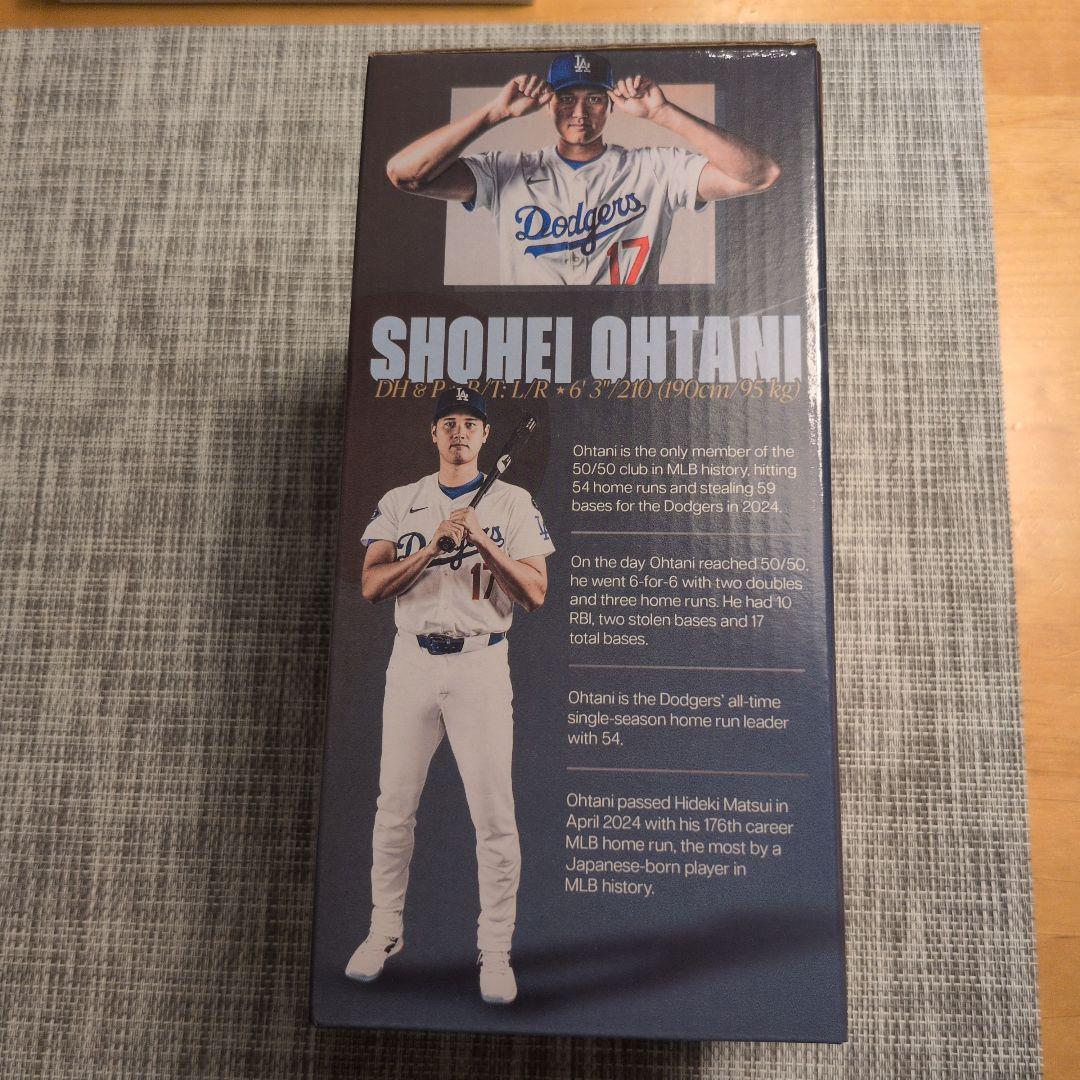 LA
Dodgers
17
SHOHEI OHTANI
DH & P B/T: L/R ★ 6' 3"/210 (190cm/95 kg)
LA
Dodgers
17
LA
Ohtani is the only member of the
50/50 club in MLB history, hitting
54 home runs and stealing 59
bases for the Dodgers in 2024.
On the day Ohtani reached 50/50,
he went 6-for-6 with two doubles
and three home runs. He had 10
RBI, two stolen bases and 17
total bases.
Ohtani is the Dodgers' all-time
single-season home run leader
with 54.
Ohtani passed Hideki Matsui in
April 2024 with his 176th career
MLB home run, the most by a
Japanese-born player in
MLB history.